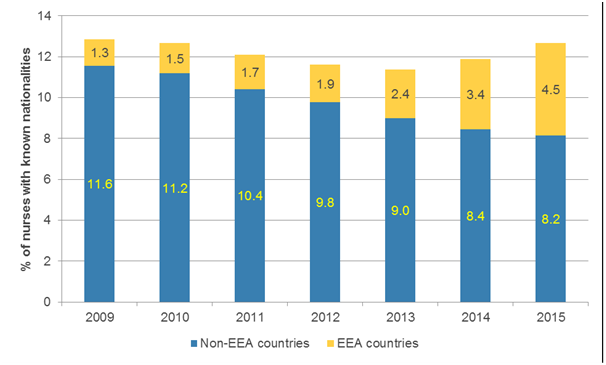 % of nurses with known nationalities
14
12
10
8
6
4
2
0
1.3 1.5 1.7 1.9 2.4 3.4 4.5
11.6 11.2 10.4 9.8 9.0 8.4 8.2
2009 2010 2011 2012 2013 2014 2015
Non-EEA countries EEA countries